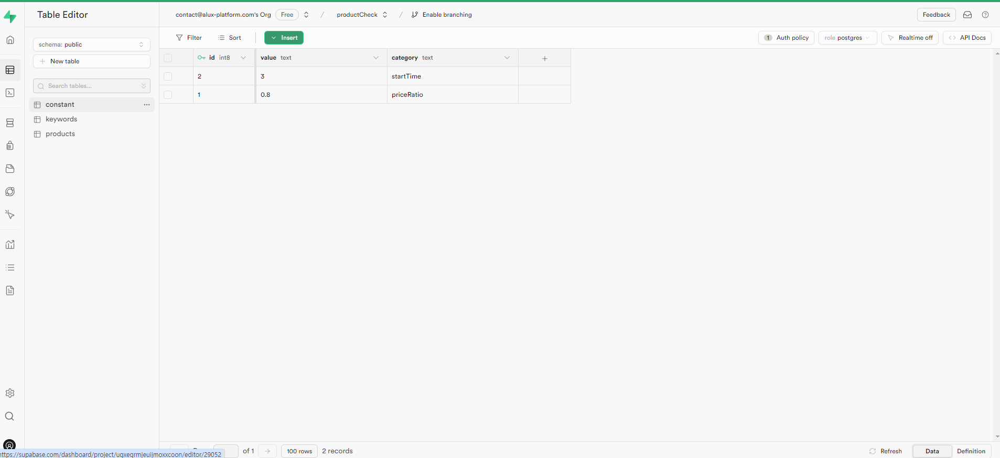 Table Editor
contact@alux-platform.com's Org Free / productCheck / Enable branching
Feedback
schema: public
New table
Search tables...
constant
keywords
products
Filter Sort Insert
1 Auth policy role postgres Realtime off API Docs
id int8 value text category text
2 3 startTime
1 0.8 priceRatio
of 1 100 rows 2 records
Refresh Data Definition
https://supabase.com/dashboard/project/uqxeqrmjeuijmoxxcoon/editor/29052